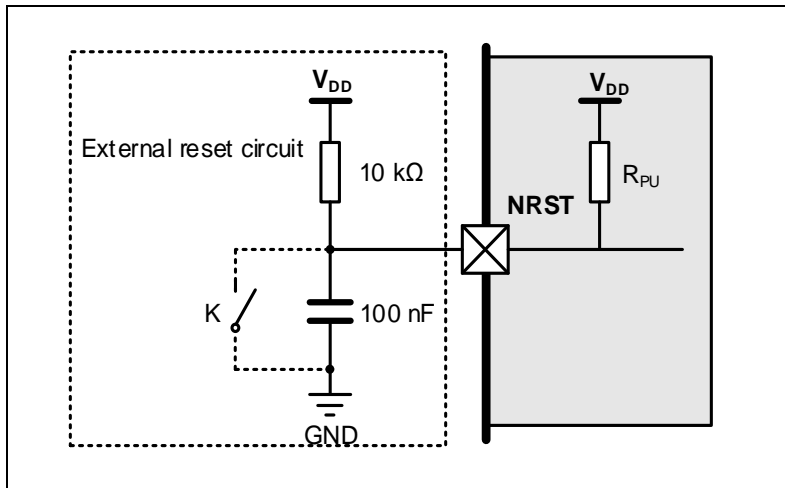 V_DD
External reset circuit
10 kΩ
K
100 nF
GND
V_DD
NRST
R_PU